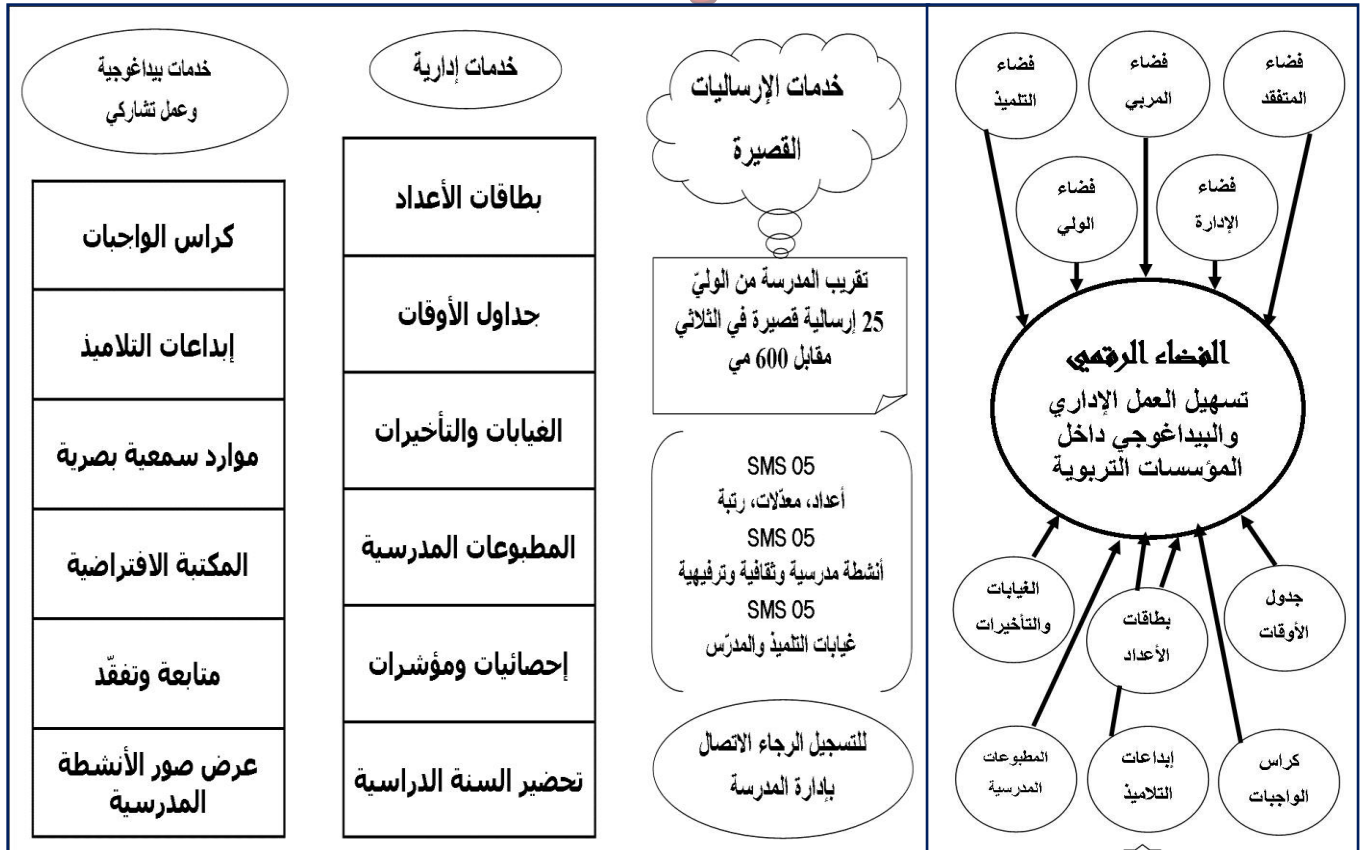 فضاء
المتفقد
فضاء
المربي
فضاء
التلميذ
فضاء
الإدارة
فضاء
الولي
الفضاء الرقمي
تسهيل العمل الإداري
والبيداغوجي داخل
المؤسسات التربوية
جدول
الأوقات
بطاقات
الأعداد
الغيابات
والتأخيرات
كراس
الواجبات
إبداعات
التلاميذ
المطبوعات
المدرسية
خدمات الإرساليات
القصيرة
تقريب المدرسة من الوليّ
25 إرسالية قصيرة في الثلاثي
مقابل 600 مي
SMS 05
أعداد، معدّلات، رتبة
SMS 05
أنشطة مدرسية وثقافية وترفيهية
SMS 05
غيابات التلميذ والمدرّس
للتسجيل الرجاء الاتصال
بإدارة المدرسة
خدمات إدارية
بطاقات الأعداد
جداول الأوقات
الغيابات والتأخيرات
المطبوعات المدرسية
إحصائيات ومؤشرات
تحضير السنة الدراسية
خدمات بيداغوجية
وعمل تشاركي
كراس الواجبات
إبداعات التلاميذ
موارد سمعية بصرية
المكتبة الافتراضية
متابعة وتفقّد
عرض صور الأنشطة
المدرسية